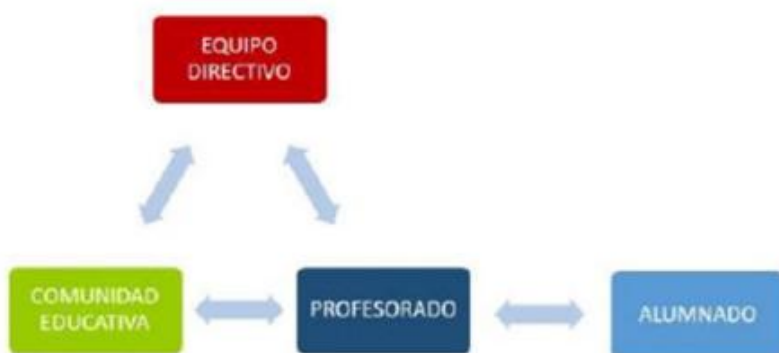 EQUIPO
DIRECTIVO
COMUNIDAD
EDUCATIVA
PROFESORADO
ALUMNADO